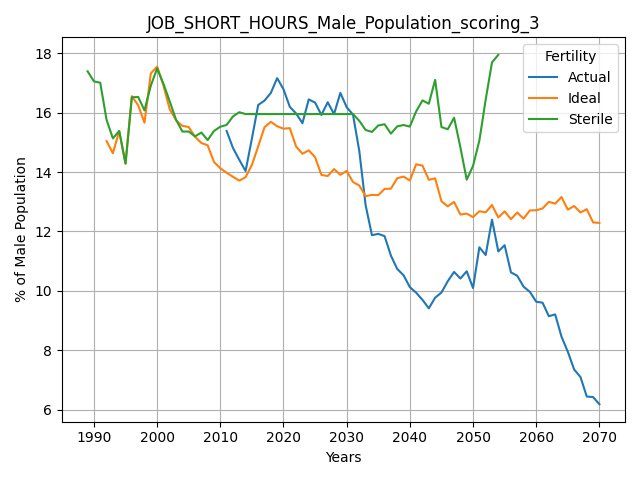 JOB_SHORT_HOURS_Male_Population_scoring_3
Fertility
Actual
Ideal
Sterile
% of Male Population
18
16
14
12
10
8
6
1990 2000 2010 2020 2030 2040 2050 2060 2070
Years